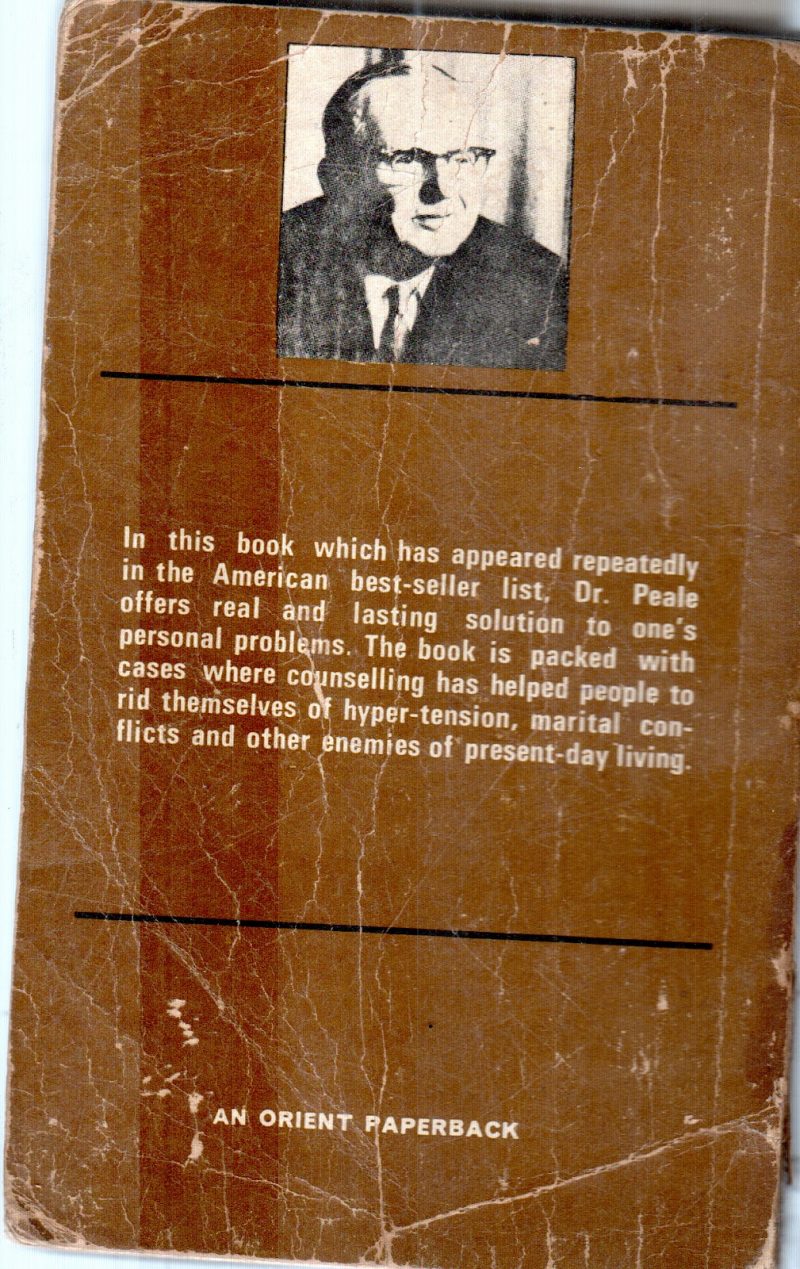 In this book which has appeared repeatedly
in the American best-seller list, Dr. Peale
offers real and lasting solution to one's
personal problems. The book is packed with
cases where counselling has helped people to
rid themselves of hyper-tension, marital con-
flicts and other enemies of present-day living.
AN ORIENT PAPERBACK